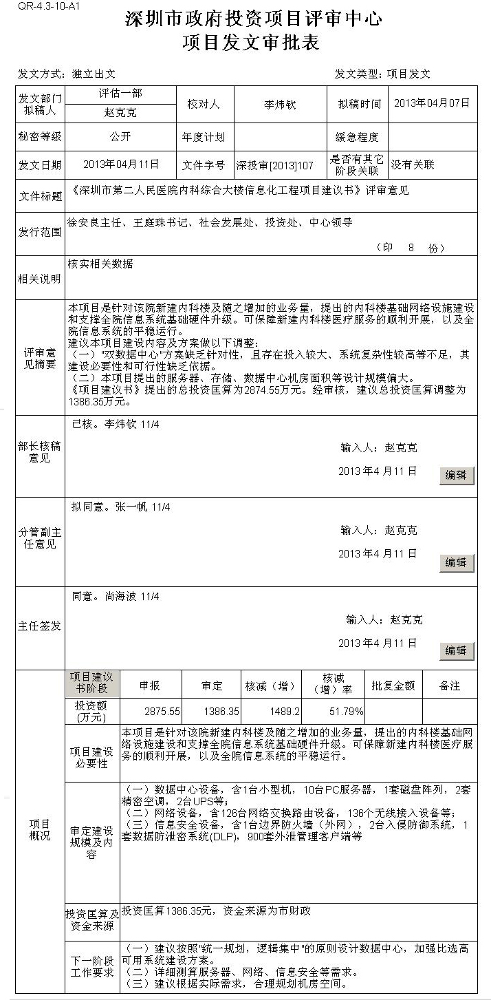 QR-4.3-10-A1
深圳市政府投资项目评审中心
项目发文审批表
发文方式：独立出文 发文类型：项目发文
发文部门
拟稿人
评估一部
赵克克
校对人 李炜钦 拟稿时间 2013年04月07日
秘密等级 公开 年度计划 缓急程度
发文日期 2013年04月11日 文件字号 深投审[2013]107
是否有其它
阶段关联
没有关联
文件标题 《深圳市第二人民医院内科综合大楼信息化工程项目建议书》评审意见
发行范围
徐安良主任、王庭珠书记、社会发展处、投资处、中心领导
（印 8 份）
相关说明
核实相关数据
评审意
见摘要
本项目是针对该院新建内科楼及随之增加的业务量，提出的内科楼基础网络设施建设
和支撑全院信息系统基础硬件升级。可保障新建内科楼医疗服务的顺利开展，以及全
院信息系统的平稳运行。
建议本项目建设内容及方案做以下调整：
（一）"双数据中心"方案缺乏针对性，且存在投入较大、系统复杂性较高等不足，其
建设必要性和可行性缺乏依据。
（二）本项目提出的服务器、存储、数据中心机房面积等设计规模偏大。
《项目建议书》提出的总投资匡算为2874.55万元。经审核，建议总投资匡算调整为
1386.35万元。
部长核稿
意见
已核。李炜钦 11/4
输入人：赵克克
2013年4月11日
编辑
分管副主
任意见
拟同意。张一帆 11/4
输入人：赵克克
2013年4月11日
编辑
主任签发
同意。尚海波 11/4
输入人：赵克克
2013年4月11日
编辑
项目
概况
项目建议
书阶段
申报 审定 核减（增）
核减
（增）率
批复金额 备注
投资额
(万元)
2875.55 1386.35 1489.2 51.79%
项目建设
必要性
本项目是针对该院新建内科楼及随之增加的业务量，提出的内科楼基础网
络设施建设和支撑全院信息系统基础硬件升级。可保障新建内科楼医疗服
务的顺利开展，以及全院信息系统的平稳运行。
审定建设
规模及内
容
（一）数据中心设备，含1台小型机，10台PC服务器，1套磁盘阵列，2套
精密空调，2台UPS等；
（二）网络设备，含126台网络交换路由设备，136个无线接入设备等；
（三）信息安全设备，含1台边界防火墙（外网），2台入侵防御系统，1
套数据防泄密系统(DLP)，900套外泄管理客户端等
投资匡算及
资金来源
投资匡算1386.35元，资金来源为市财政
下一阶段
工作要求
（一）建议按照"统一规划，逻辑集中"的原则设计数据中心，加强比选高
可用系统建设方案。
（二）详细测算服务器、网络、信息安全等需求。
（三）建议根据实际需求，合理规划机房空间。